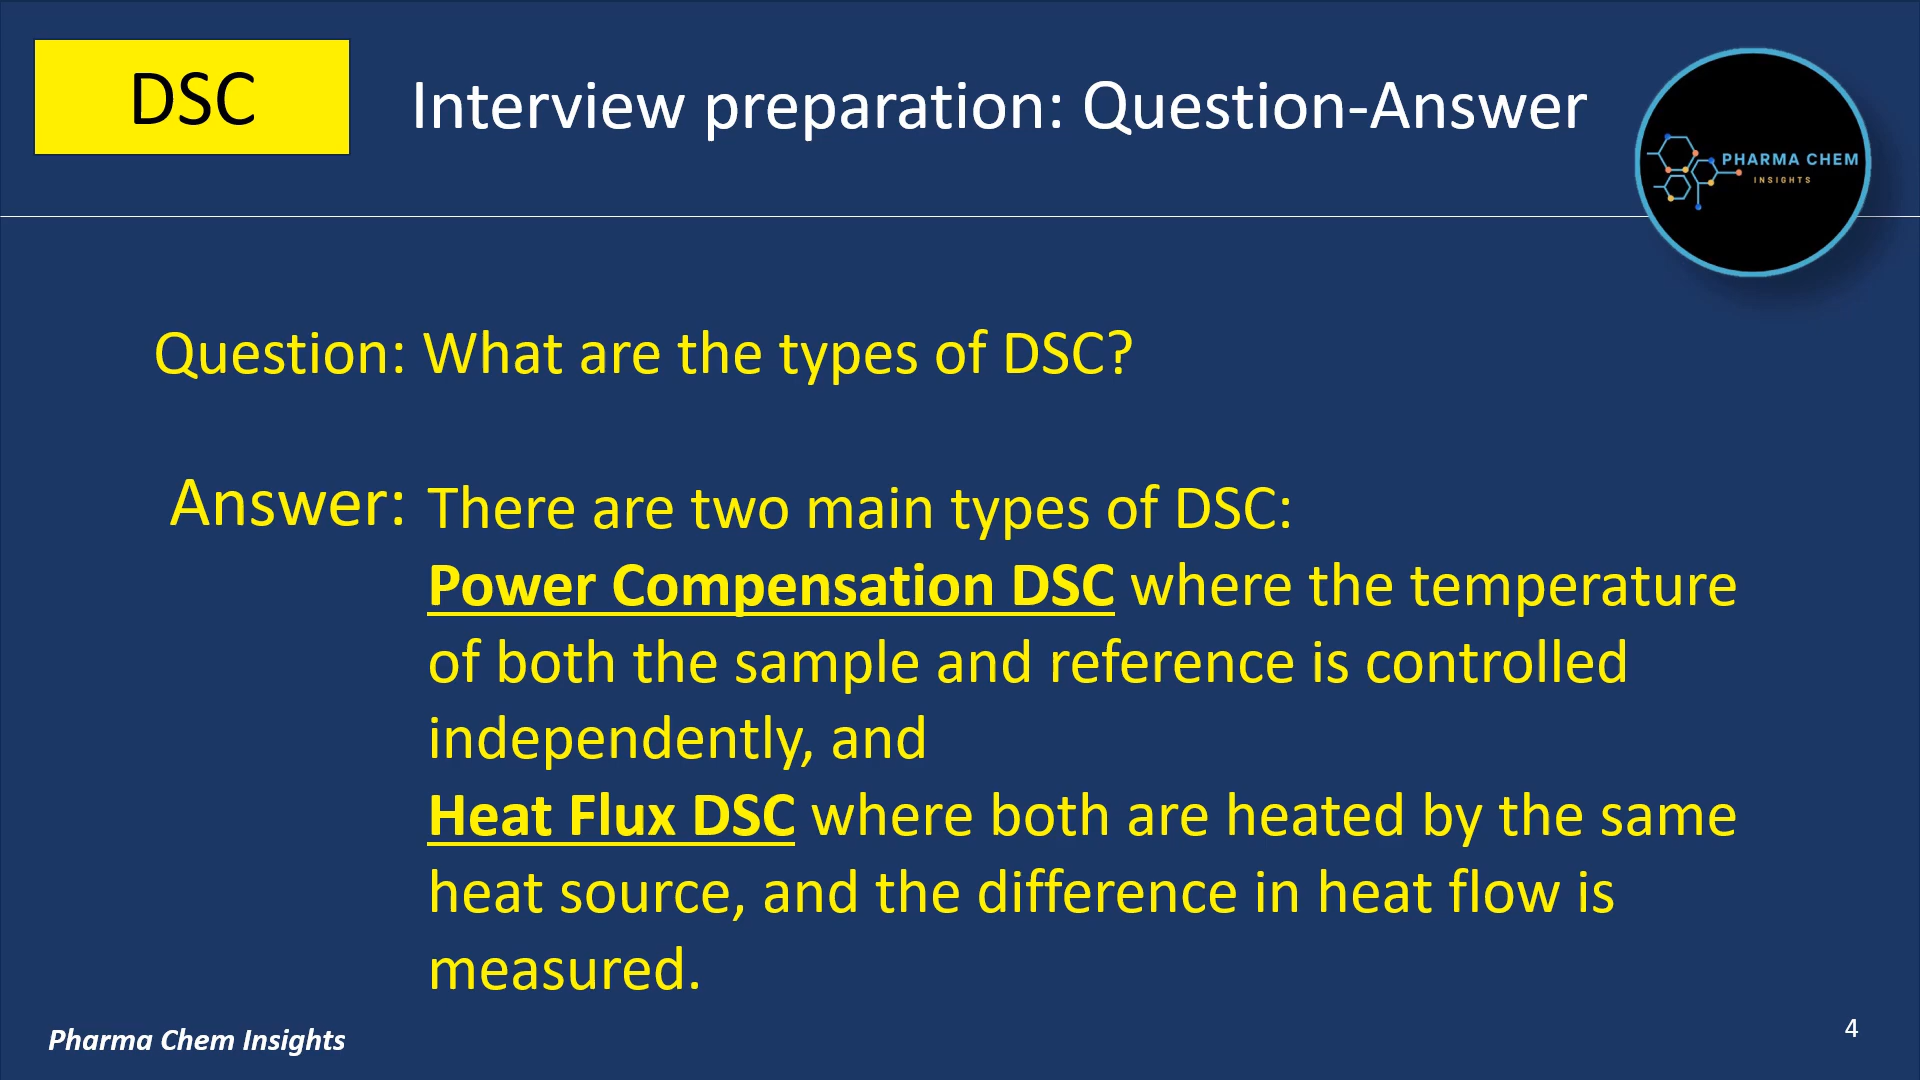 DSC
Interview preparation: Question-Answer
PHARMA CHEM
INSIGHTS
Question: What are the types of DSC?
Answer: There are two main types of DSC:
Power Compensation DSC where the temperature
of both the sample and reference is controlled
independently, and
Heat Flux DSC where both are heated by the same
heat source, and the difference in heat flow is
measured.
Pharma Chem Insights
4